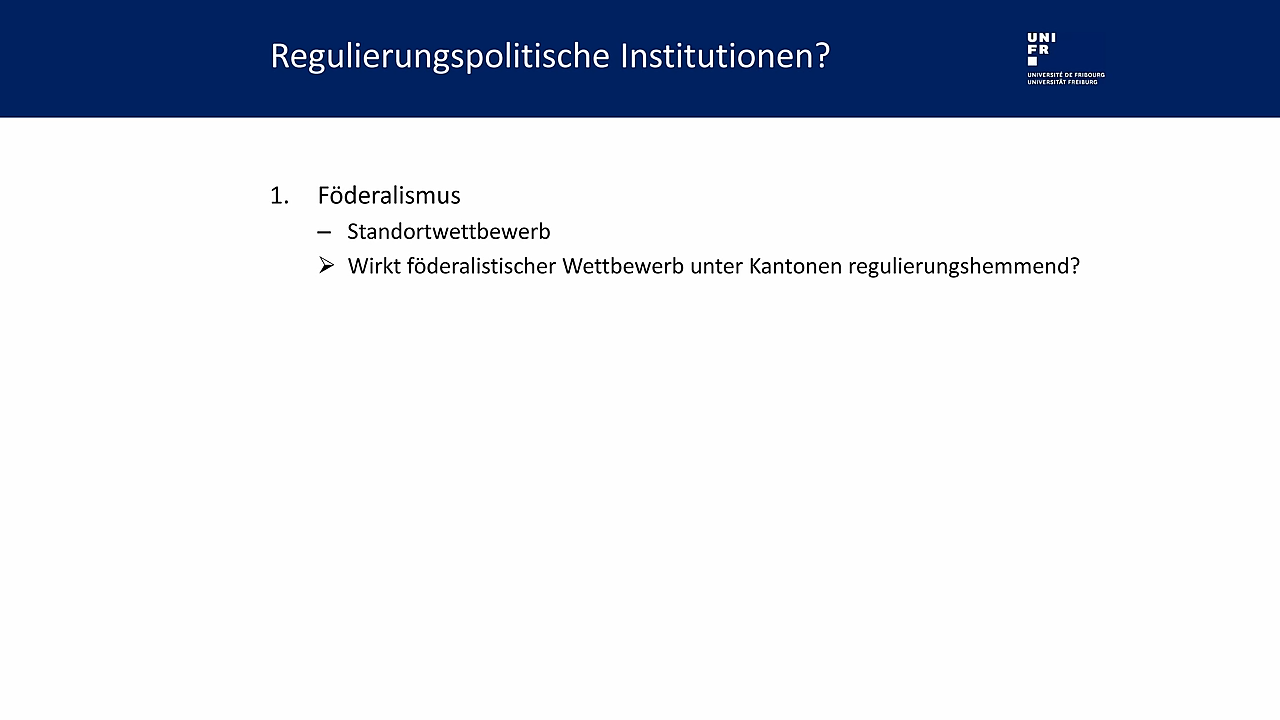 Regulierungspolitische Institutionen?
UNI
FR
UNIVERSITÉ DE FRIBOURG
UNIVERSITÄT FREIBURG
1. Föderalismus
– Standortwettbewerb
➢ Wirkt föderalistischer Wettbewerb unter Kantonen regulierungshemmend?